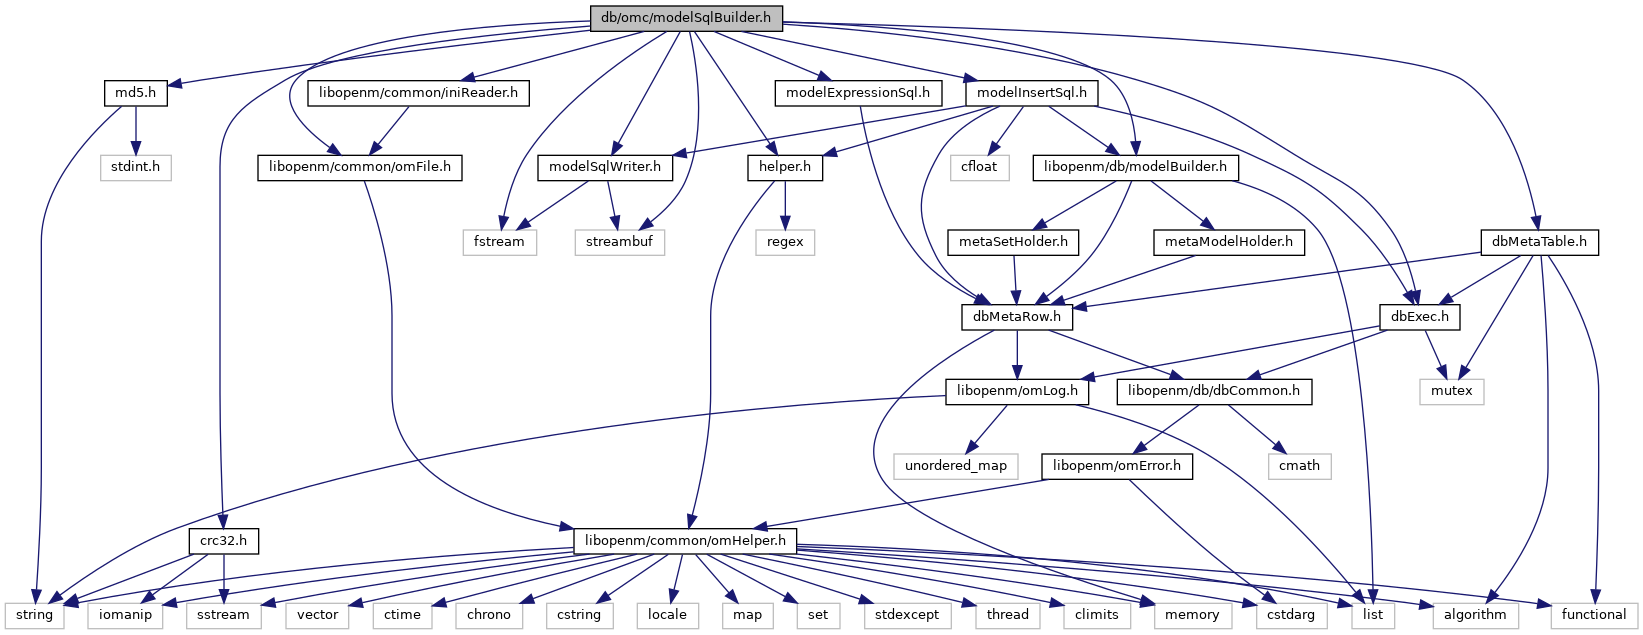 db/omc/modelSqlBuilder.h
md5.h
libopenm/common/iniReader.h
modelExpressionSql.h
modelInsertSql.h
stdint.h
libopenm/common/omFile.h
modelSqlWriter.h
helper.h
cfloat
libopenm/db/modelBuilder.h
fstream
streambuf
regex
metaSetHolder.h
metaModelHolder.h
dbMetaTable.h
dbMetaRow.h
dbExec.h
libopenm/omLog.h
libopenm/db/dbCommon.h
mutex
unordered_map
libopenm/omError.h
cmath
crc32.h
libopenm/common/omHelper.h
string
iomanip
sstream
vector
ctime
chrono
cstring
locale
map
set
stdexcept
thread
climits
memory
cstdarg
list
algorithm
functional